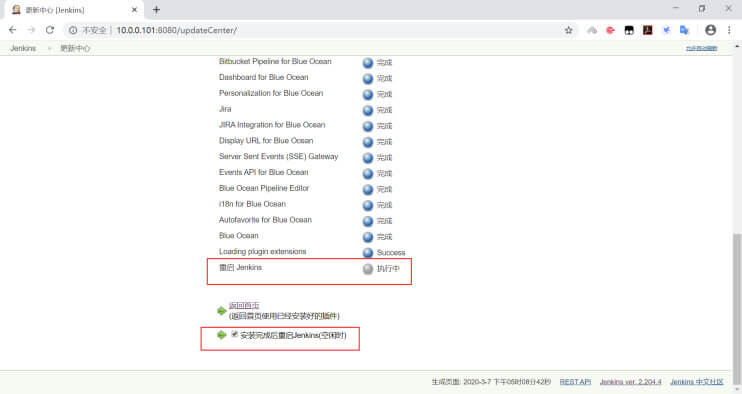 更新中心 [Jenkins]
不安全 | 10.0.0.101:8080/updateCenter/
Jenkins 更新中心 允许自动刷新
Bitbucket Pipeline for Blue Ocean 完成
Dashboard for Blue Ocean 完成
Personalization for Blue Ocean 完成
Jira 完成
JIRA Integration for Blue Ocean 完成
Display URL for Blue Ocean 完成
Server Sent Events (SSE) Gateway 完成
Events API for Blue Ocean 完成
Blue Ocean Pipeline Editor 完成
i18n for Blue Ocean 完成
Autofavorite for Blue Ocean 完成
Blue Ocean 完成
Loading plugin extensions Success
重启 Jenkins 执行中
返回首页
(返回首页使用已经安装好的插件)
安装完成后重启Jenkins(空闲时)
生成页面: 2020-3-7 下午05时08分42秒 REST API Jenkins ver. 2.204.4 Jenkins 中文社区